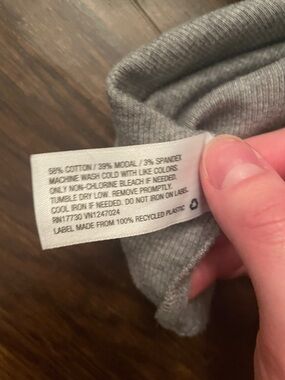 58% COTTON / 39% MODAL / 3% SPANDEX
MACHINE WASH COLD WITH LIKE COLORS.
ONLY NON-CHLORINE BLEACH IF NEEDED.
TUMBLE DRY LOW. REMOVE PROMPTLY.
COOL IRON IF NEEDED. DO NOT IRON ON LABEL.
RN17730 VN1247024
LABEL MADE FROM 100% RECYCLED PLASTIC